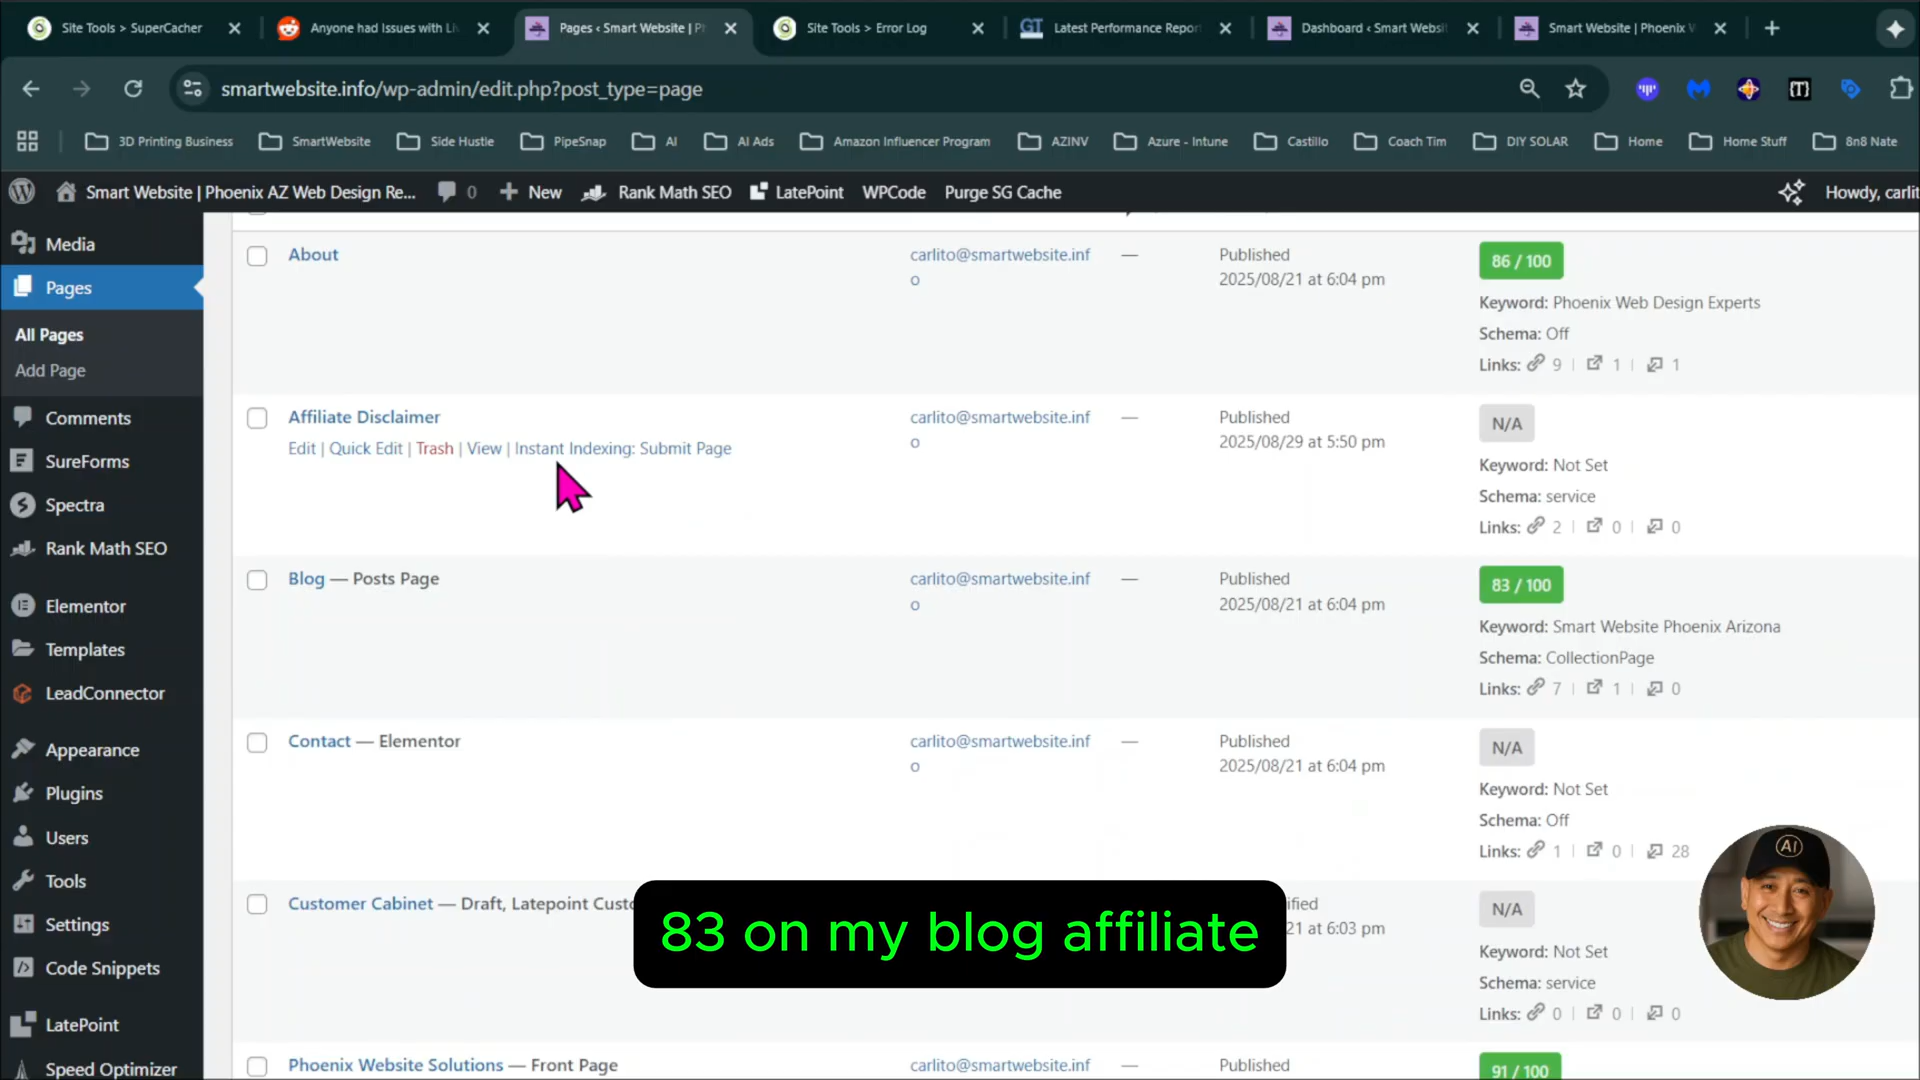 Site Tools > SuperCacher
Anyone had Issues with Li
Pages ‹ Smart Website | P
Site Tools > Error Log
GT Latest Performance Repor
Dashboard ‹ Smart Websi
Smart Website | Phoenix
smartwebsite.info/wp-admin/edit.php?post_type=page
{T}
3D Printing Business
SmartWebsite
Side Hustle
PipeSnap
AI
AI Ads
Amazon Influencer Program
AZINV
Azure - Intune
Castillo
Coach Tim
DIY SOLAR
Home
Home Stuff
8n8 Nate
Smart Website | Phoenix AZ Web Design Re...
0
New
Rank Math SEO
LatePoint
WPCode
Purge SG Cache
Howdy, carlit
Media
Pages
All Pages
Add Page
Comments
SureForms
Spectra
Rank Math SEO
Elementor
Templates
LeadConnector
Appearance
Plugins
Users
Tools
Settings
Code Snippets
LatePoint
Speed Optimizer
About
carlito@smartwebsite.inf
o
—
Published
2025/08/21 at 6:04 pm
86 / 100
Keyword: Phoenix Web Design Experts
Schema: Off
Links: 9 | 1 | 1
Affiliate Disclaimer
Edit | Quick Edit | Trash | View | Instant Indexing: Submit Page
carlito@smartwebsite.inf
o
—
Published
2025/08/29 at 5:50 pm
N/A
Keyword: Not Set
Schema: service
Links: 2 | 0 | 0
Blog — Posts Page
carlito@smartwebsite.inf
o
—
Published
2025/08/21 at 6:04 pm
83 / 100
Keyword: Smart Website Phoenix Arizona
Schema: CollectionPage
Links: 7 | 1 | 0
Contact — Elementor
carlito@smartwebsite.inf
o
—
Published
2025/08/21 at 6:04 pm
N/A
Keyword: Not Set
Schema: Off
Links: 1 | 0 | 28
AI
Customer Cabinet — Draft, Latepoint Custo
ified
21 at 6:03 pm
N/A
Keyword: Not Set
Schema: service
Links: 0 | 0 | 0
83 on my blog affiliate
Phoenix Website Solutions — Front Page
carlito@smartwebsite.inf
—
Published
91 / 100